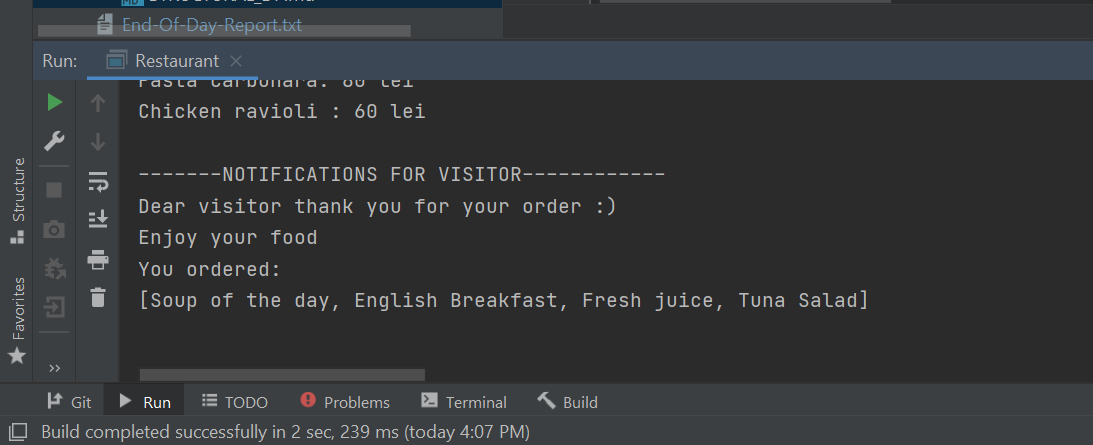 End-Of-Day-Report.txt
Run: Restaurant
Pasta carbonara: 60 lei
Chicken ravioli : 60 lei
-------NOTIFICATIONS FOR VISITOR------------
Dear visitor thank you for your order :)
Enjoy your food
You ordered:
[Soup of the day, English Breakfast, Fresh juice, Tuna Salad]
Structure
Favorites
Git Run TODO Problems Terminal Build
Build completed successfully in 2 sec, 239 ms (today 4:07 PM)